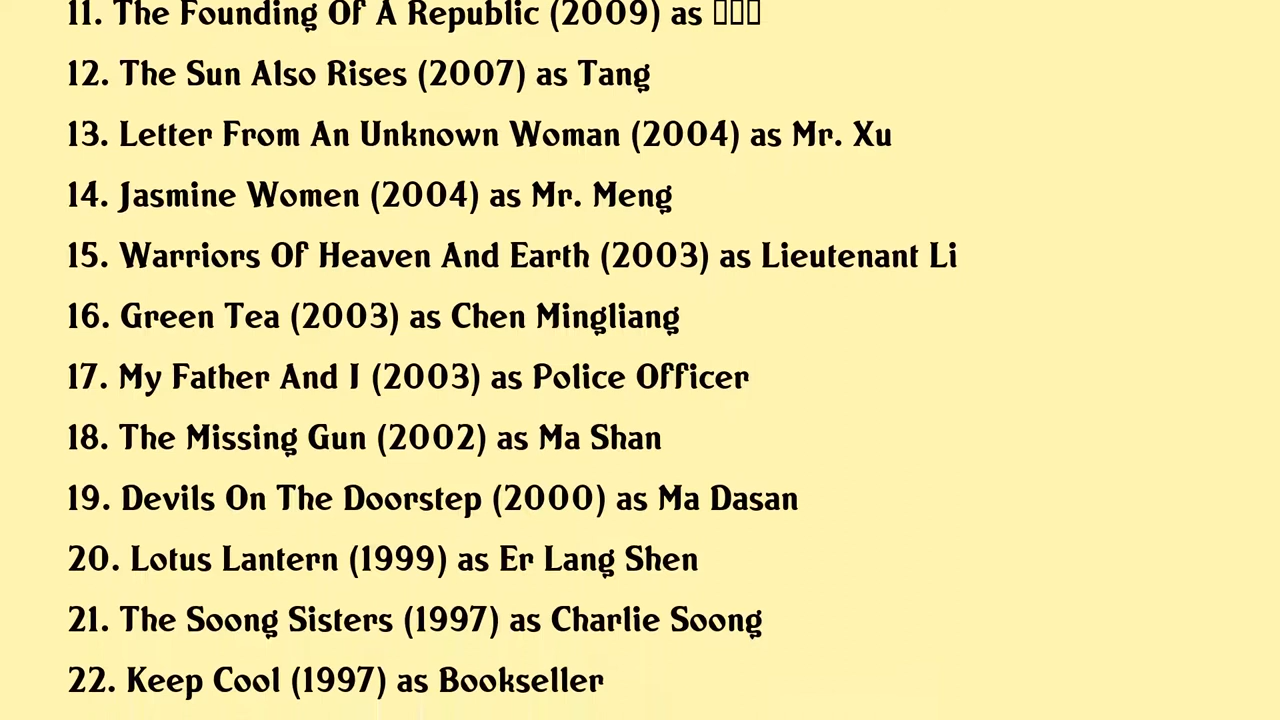 11. The Founding Of A Republic (2009) as
12. The Sun Also Rises (2007) as Tang
13. Letter From An Unknown Woman (2004) as Mr. Xu
14. Jasmine Women (2004) as Mr. Meng
15. Warriors Of Heaven And Earth (2003) as Lieutenant Li
16. Green Tea (2003) as Chen Mingliang
17. My Father And I (2003) as Police Officer
18. The Missing Gun (2002) as Ma Shan
19. Devils On The Doorstep (2000) as Ma Dasan
20. Lotus Lantern (1999) as Er Lang Shen
21. The Soong Sisters (1997) as Charlie Soong
22. Keep Cool (1997) as Bookseller